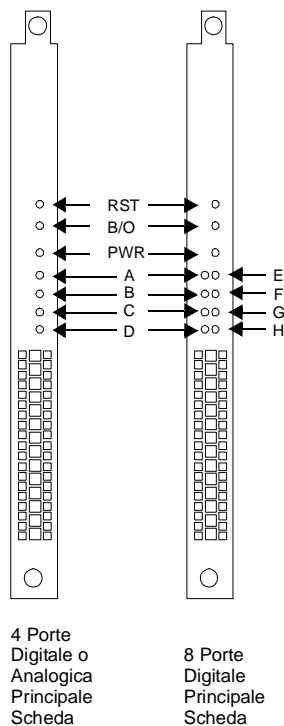 RST
B/O
PWR
A E
B F
C G
D H
4 Porte
Digitale o
Analogica
Principale
Scheda
8 Porte
Digitale
Principale
Scheda